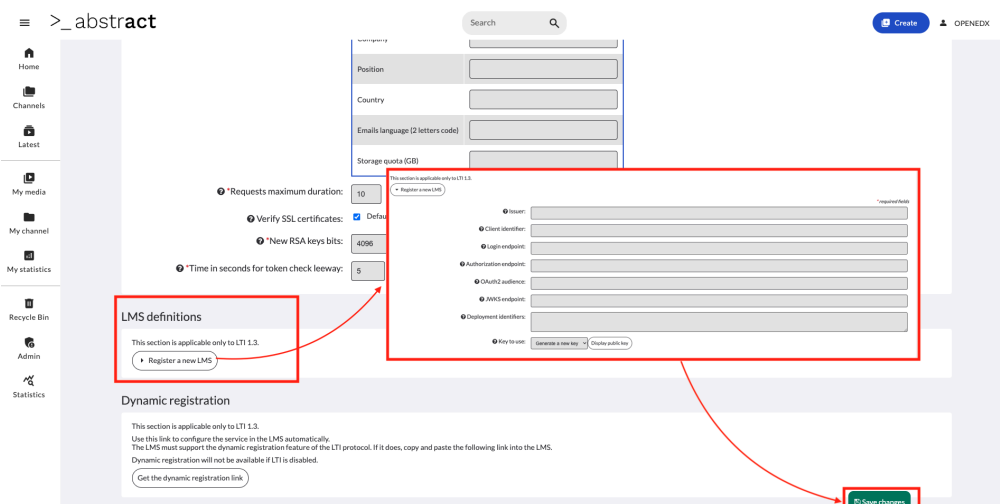 >_ abstract
Search
Create
OPENEDX
Home
Channels
Latest
My media
My channel
My statistics
Recycle Bin
Admin
Statistics
Company
Position
Country
Emails language (2 letters code)
Storage quota (GB)
*Requests maximum duration: 10
Verify SSL certificates: Defau
*New RSA keys bits: 4096
*Time in seconds for token check leeway: 5
This section is applicable only to LTI 1.3.
Register a new LMS
*required fields
Issuer:
Client identifier:
Login endpoint:
Authorization endpoint:
OAuth2 audience:
JWKS endpoint:
Deployment identifiers:
Key to use: Generate a new key Display public key
LMS definitions
This section is applicable only to LTI 1.3.
Register a new LMS
Dynamic registration
This section is applicable only to LTI 1.3.
Use this link to configure the service in the LMS automatically.
The LMS must support the dynamic registration feature of the LTI protocol. If it does, copy and paste the following link into the LMS.
Dynamic registration will not be available if LTI is disabled.
Get the dynamic registration link
Save changes